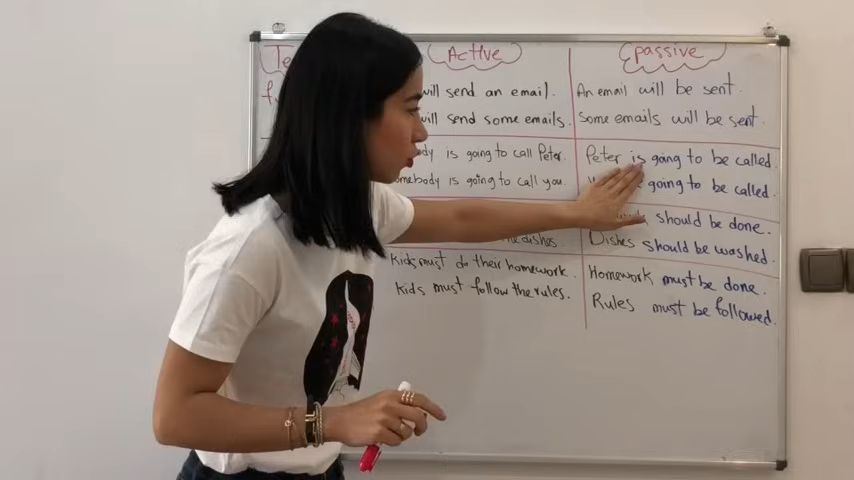 Active
Passive
will send an email.
An email will be sent.
will send some emails.
Some emails will be sent.
is going to call Peter.
Peter is going to be called.
Somebody is going to call you.
going to be called.
should be done.
the dishes.
Dishes should be washed.
Kids must do their homework.
Homework must be done.
Kids must follow the rules.
Rules must be followed.